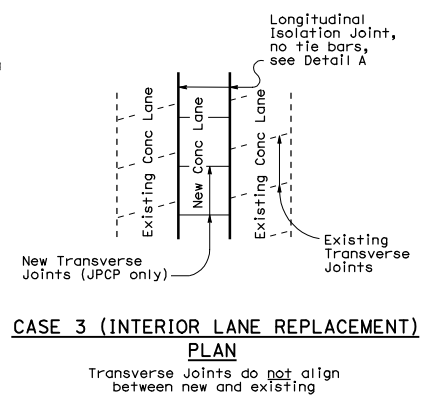 Longitudinal
Isolation Joint,
no tie bars,
see Detail A
Existing Conc Lane
New Conc Lane
Existing Conc Lane
New Transverse
Joints (JPCP only)
Existing
Transverse
Joints
CASE 3 (INTERIOR LANE REPLACEMENT)
PLAN
Transverse Joints do not align
between new and existing